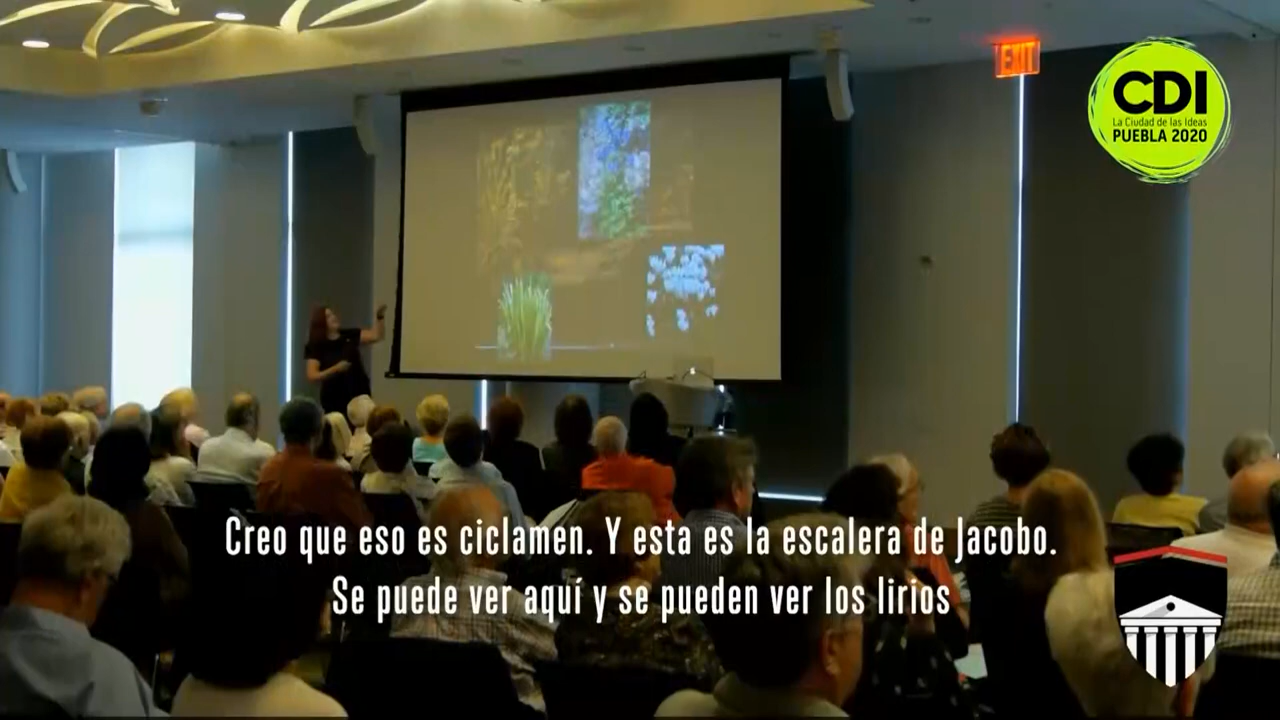 EXIT
CDI
La Ciudad de las Ideas
PUEBLA 2020
Creo que eso es ciclamen. Y esta es la escalera de Jacobo.
Se puede ver aquí y se pueden ver los lirios